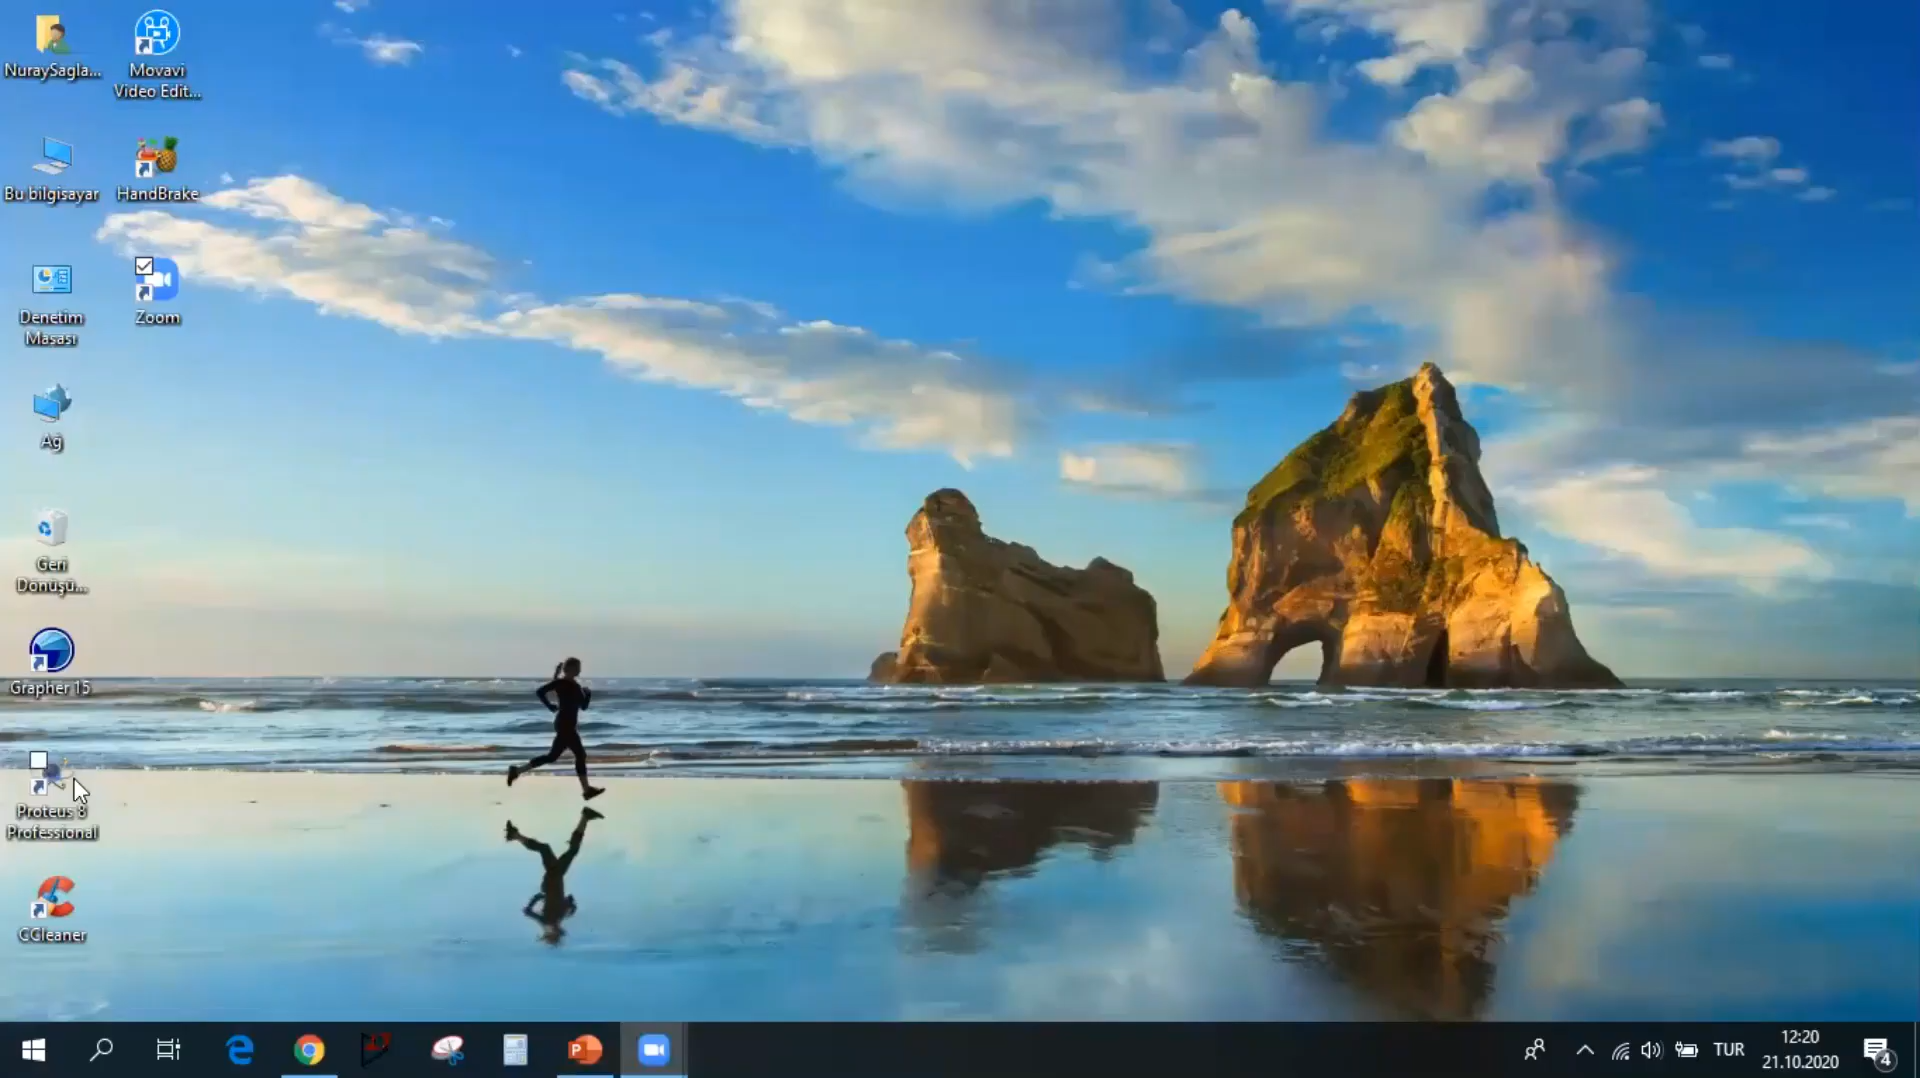 NuraySagla...
Movavi
Video Edit...
Bu bilgisayar
HandBrake
Denetim
Masası
Zoom
Ağ
Geri
Dönüşü...
Grapher 15
Proteus 8
Professional
CCleaner
TUR
12:20
21.10.2020
4